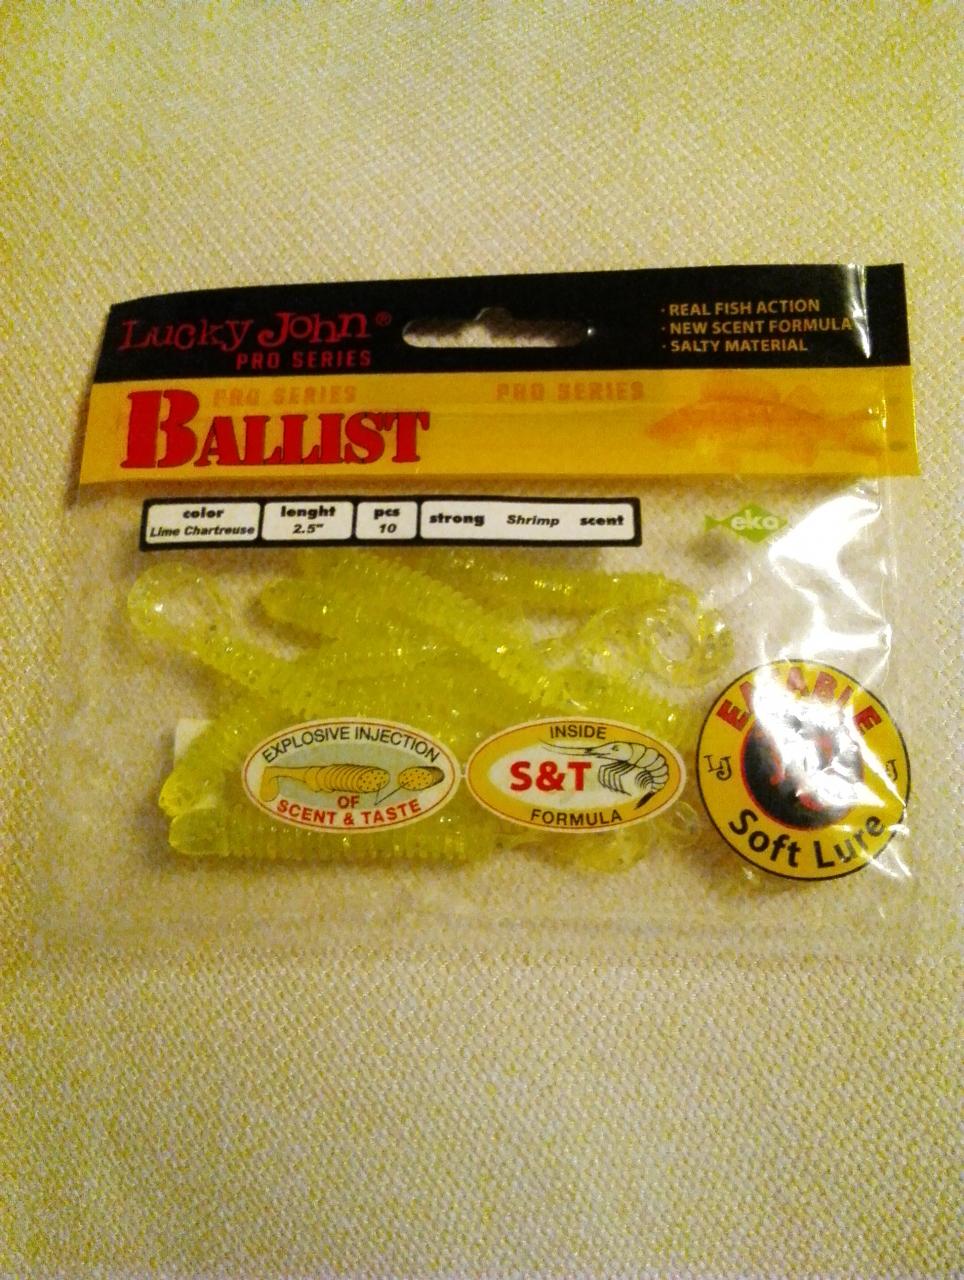 Lucky John®
PRO SERIES
· REAL FISH ACTION
· NEW SCENT FORMULA
· SALTY MATERIAL
PRO SERIES PRO SERIES
BALLIST
color
Lime Chartreuse
lenght
2.5"
pcs
10
strong Shrimp scent
eko
EXPLOSIVE INJECTION
OF
SCENT & TASTE
INSIDE
S&T
FORMULA
LJ
LJ
Soft Lure